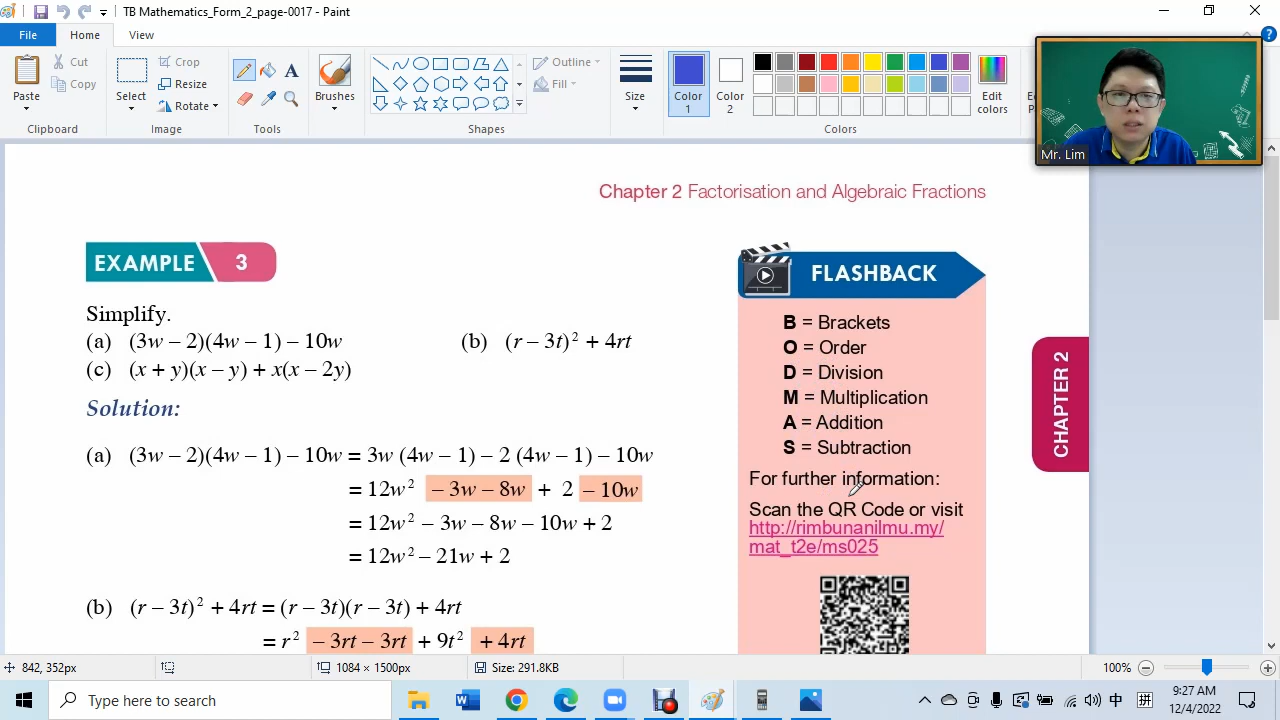 TB Mathematics_Form_2_page-0017 - Paint
File Home View
Paste
Cut
Copy
Clipboard
Select
Crop
Resize
Rotate
Image
Tools
Brushes
Shapes
Outline
Fill
Size
Color 1
Color 2
Colors
Edit colors
Mr. Lim
Chapter 2 Factorisation and Algebraic Fractions
EXAMPLE 3
Simplify.
(a) (3w – 2)(4w – 1) – 10w (b) (r – 3t)² + 4rt
(c) (x + y)(x – y) + x(x – 2y)
Solution:
(a) (3w – 2)(4w – 1) – 10w = 3w (4w – 1) – 2 (4w – 1) – 10w
= 12w² – 3w – 8w + 2 – 10w
= 12w² – 3w – 8w – 10w + 2
= 12w² – 21w + 2
(b) (r – 3t)² + 4rt = (r – 3t)(r – 3t) + 4rt
= r² – 3rt – 3rt + 9t² + 4rt
FLASHBACK
B = Brackets
O = Order
D = Division
M = Multiplication
A = Addition
S = Subtraction
For further information:
Scan the QR Code or visit
http://rimbunanilmu.my/
mat_t2e/ms025
CHAPTER 2
842, 352px
1084 × 1500px
Size: 291.8KB
100%
Type here to search
中
拼
9:27 AM
12/4/2022